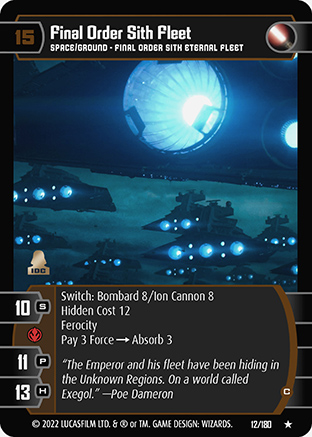 15
Final Order Sith Fleet
SPACE/GROUND - FINAL ORDER SITH ETERNAL FLEET
IDC
10 S
Switch: Bombard 8/Ion Cannon 8
Hidden Cost 12
Ferocity
Pay 3 Force → Absorb 3
11 P
“The Emperor and his fleet have been hiding in
the Unknown Regions. On a world called
Exegol.” —Poe Dameron
13 H
C
© 2022 LUCASFILM LTD. & ® or TM. GAME DESIGN: WIZARDS.
12/180 ★